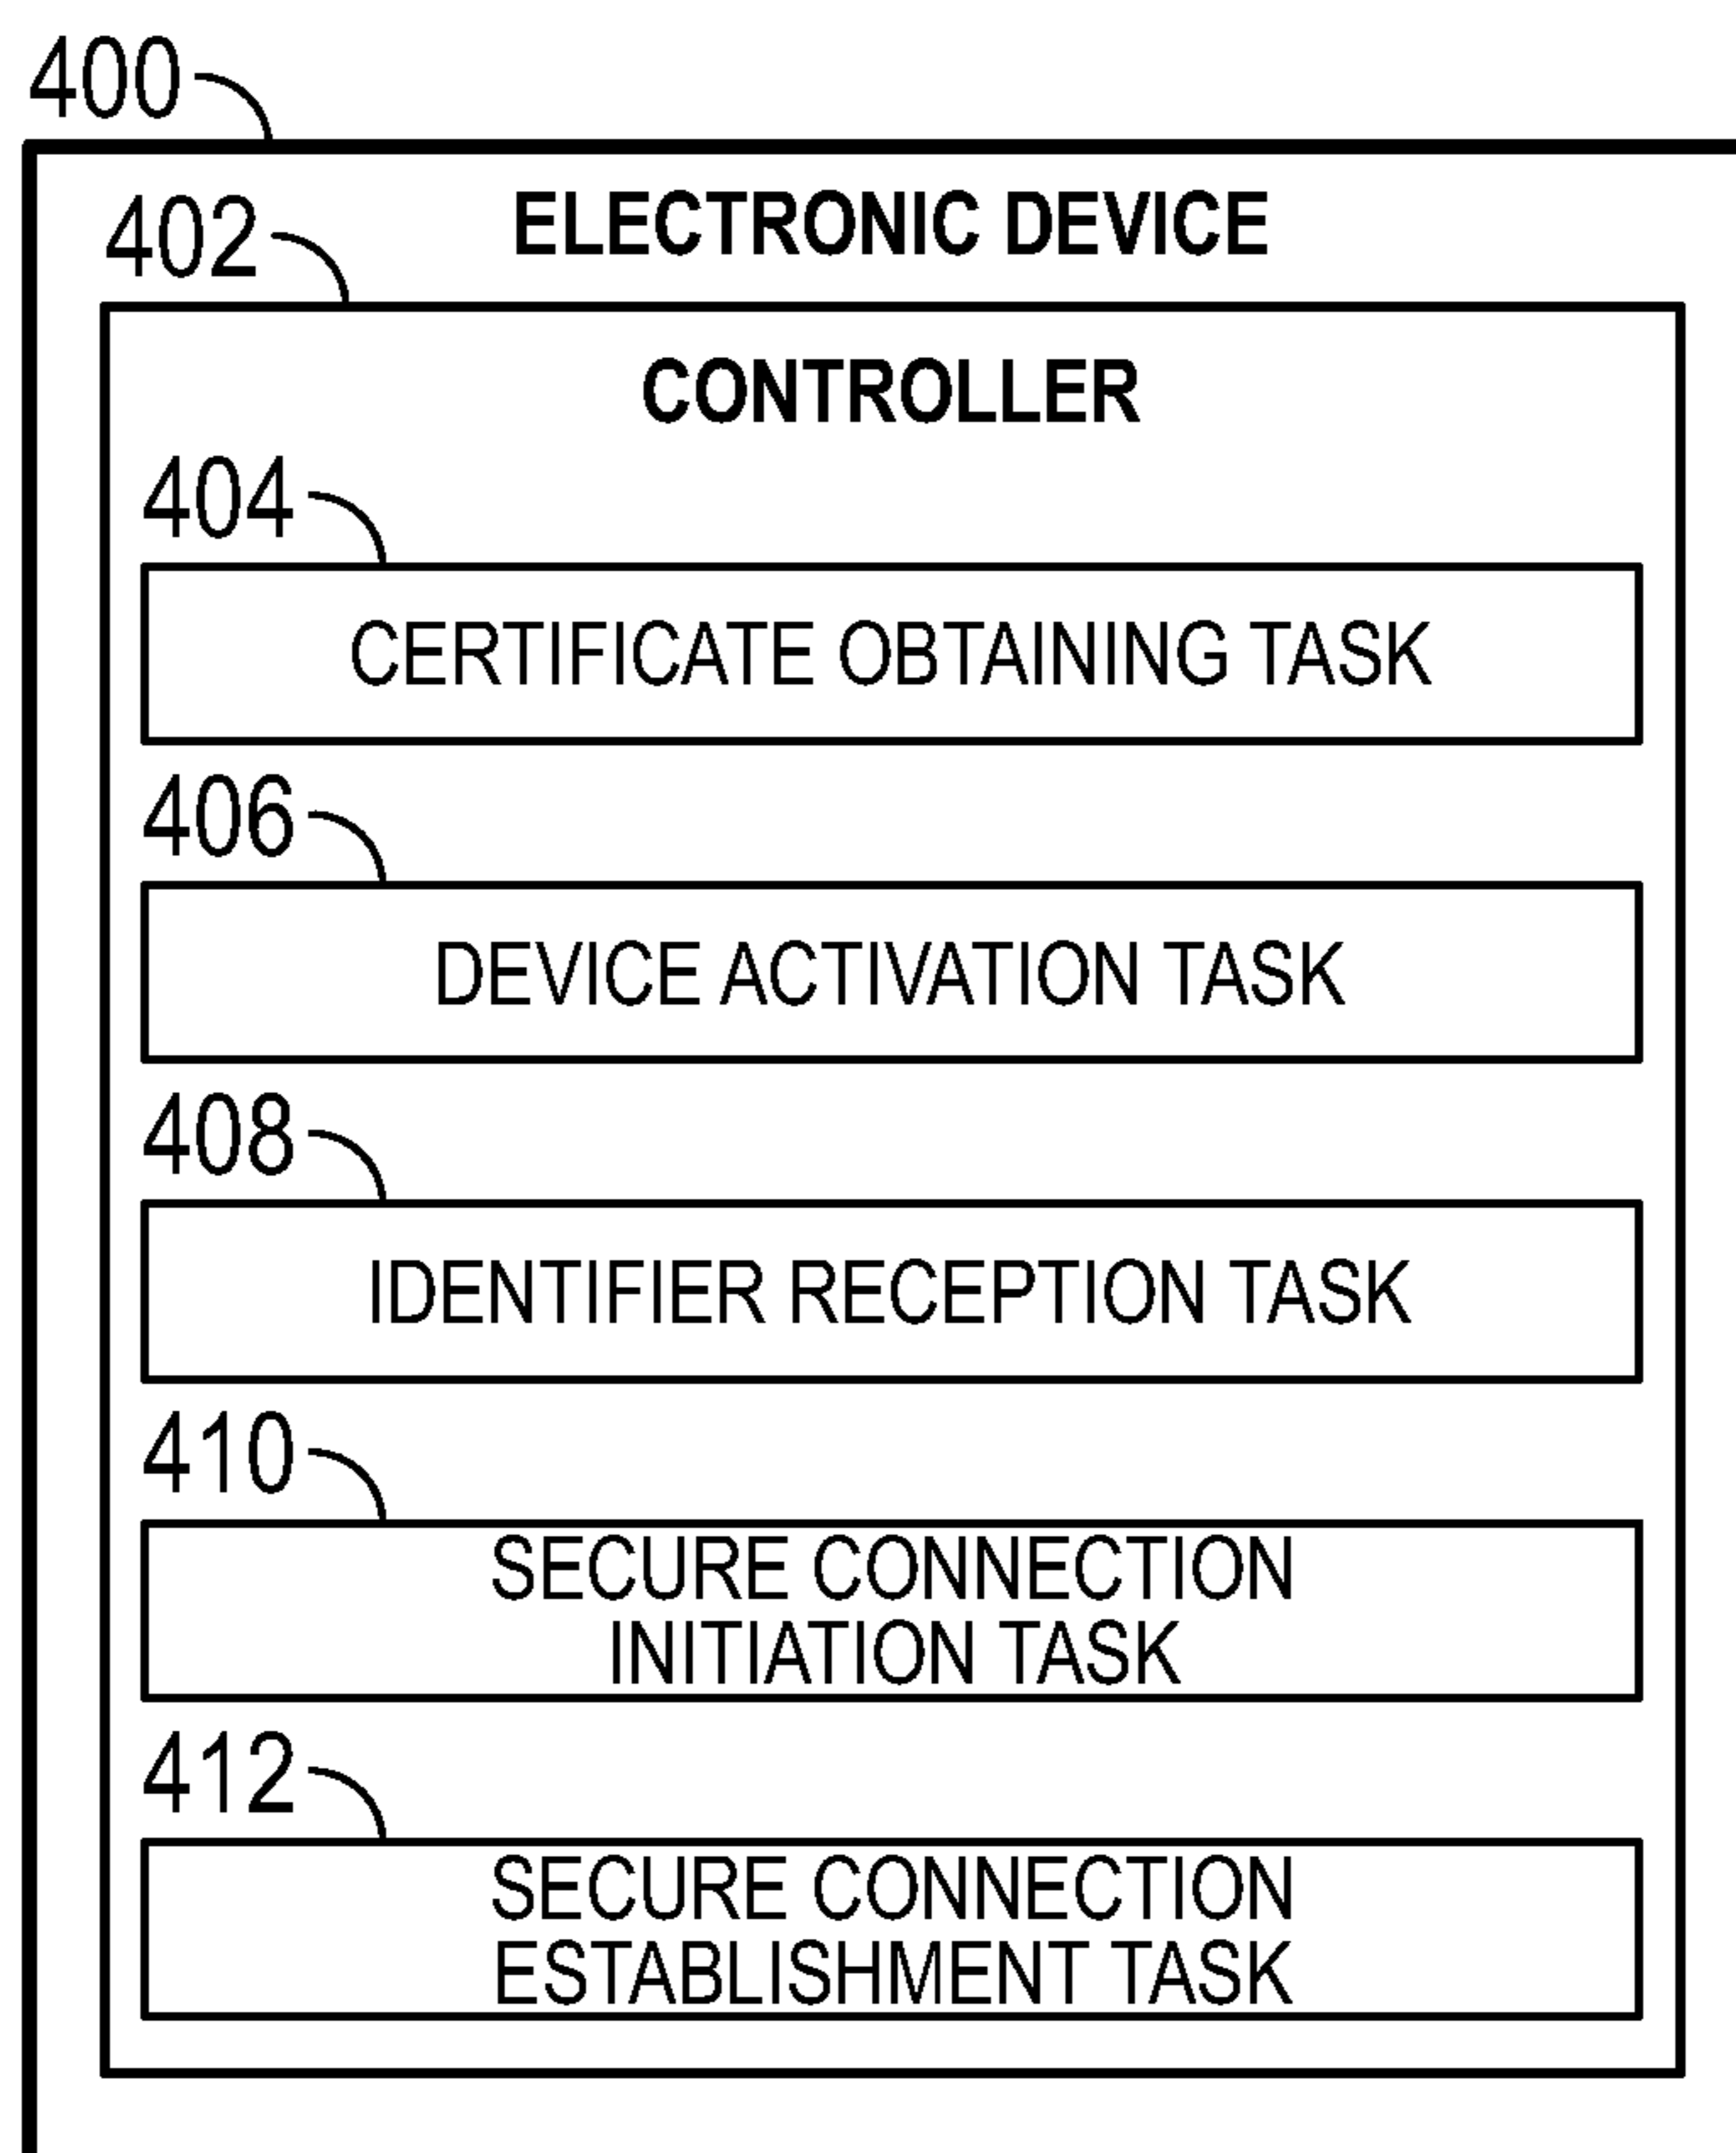 400
402
ELECTRONIC DEVICE
CONTROLLER
404
CERTIFICATE OBTAINING TASK
406
DEVICE ACTIVATION TASK
408
IDENTIFIER RECEPTION TASK
410
SECURE CONNECTION
INITIATION TASK
412
SECURE CONNECTION
ESTABLISHMENT TASK